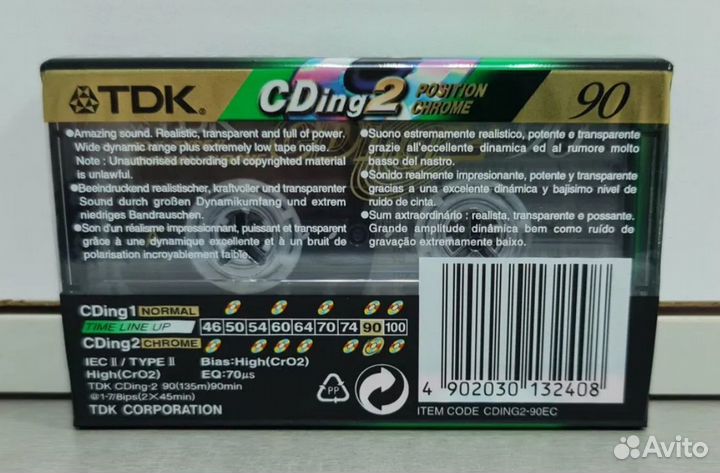 TDK. CDing2 POSITION CHROME 90
●Amazing sound. Realistic, transparent and full of power.
Wide dynamic range plus extremely low tape noise.
Note : Unauthorised recording of copyrighted material
is unlawful.
●Beeindruckend realistischer, kraftvoller und transparenter
Sound durch großen Dynamikumfang und extrem
niedriges Bandrauschen.
●Son d'un réalisme impressionnant, puissant et transparent
grâce à une dynamique excellente et à un bruit de
polarisation incroyablement faible.
●Suono estremamente realistico, potente e transparente
grazie all'eccellente dinamica ed al rumore molto
basso del nastro.
●Sonido realmente impresionante, potente y transparente
gracias a una excelente dinámica y bajisimo nivel de
ruido de cinta.
●Sum axtraordinário : realista, transparente e possante.
Grande amplitude dinâmica bem como ruído de
gravação extremamente baixo.
CDing1 NORMAL
TIME LINE UP 46 50 54 60 64 70 74 90 100
CDing2 CHROME
IEC II / TYPE II Bias:High(CrO2)
High(CrO2) EQ:70µs
TDK CDing-2 90(135m)90min
@1-7/8ips(2×45min)
TDK CORPORATION
PP
4 902030 132408
ITEM CODE CDING2-90EC
Avito